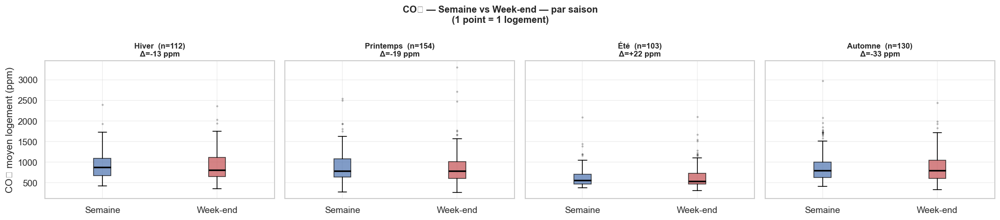 CO▯ — Semaine vs Week-end — par saison
(1 point = 1 logement)
Hiver (n=112)
Δ=-13 ppm
Printemps (n=154)
Δ=-19 ppm
Été (n=103)
Δ=+22 ppm
Automne (n=130)
Δ=-33 ppm
CO▯ moyen logement (ppm)
3000
2500
2000
1500
1000
500
Semaine
Week-end
Semaine
Week-end
Semaine
Week-end
Semaine
Week-end